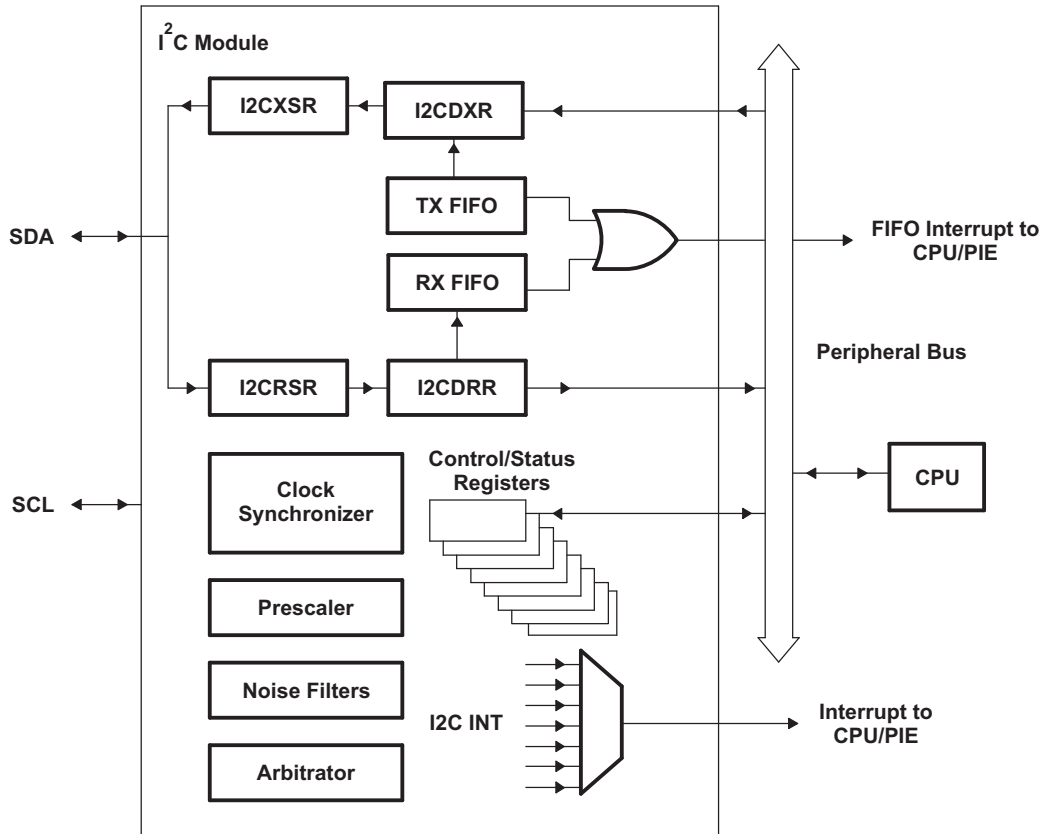 I2C Module
I2CXSR
I2CDXR
TX FIFO
SDA
FIFO Interrupt to
CPU/PIE
RX FIFO
Peripheral Bus
I2CRSR
I2CDRR
Control/Status
Registers
CPU
SCL
Clock
Synchronizer
Prescaler
Noise Filters
I2C INT
Interrupt to
CPU/PIE
Arbitrator